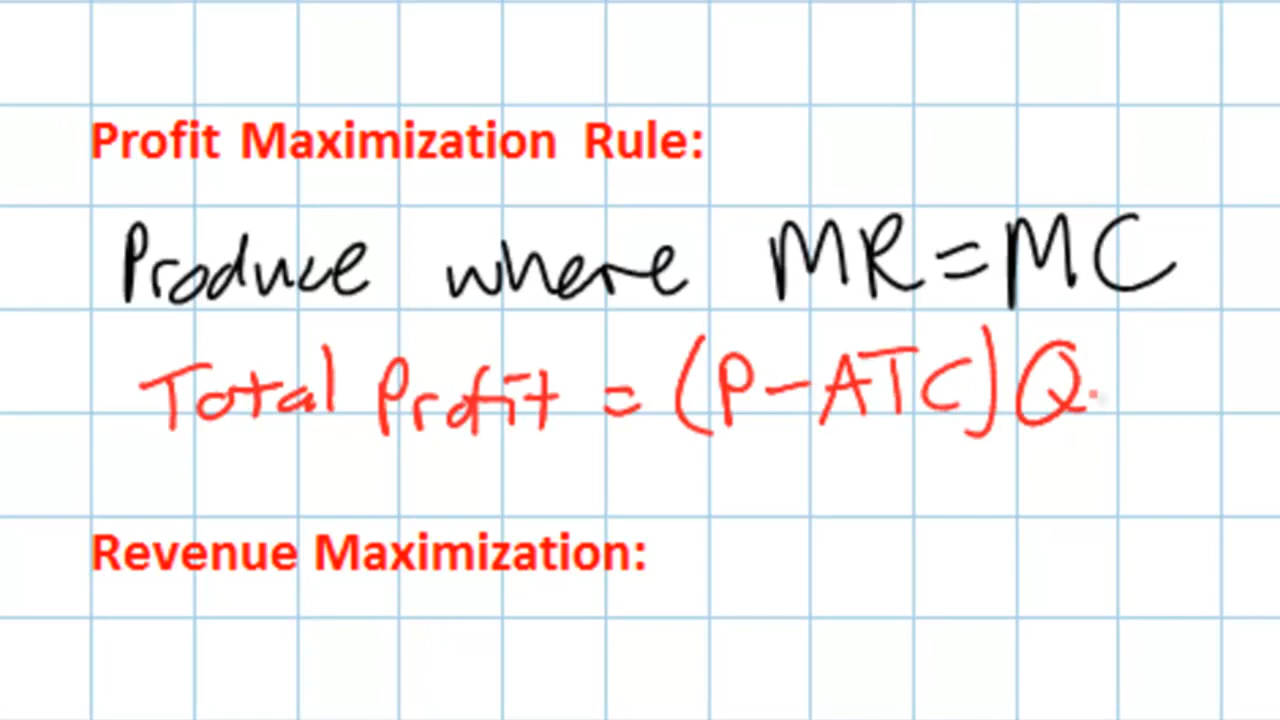 Profit Maximization Rule:
Produce where MR=MC
Total Profit = (P-ATC)Q.
Revenue Maximization: